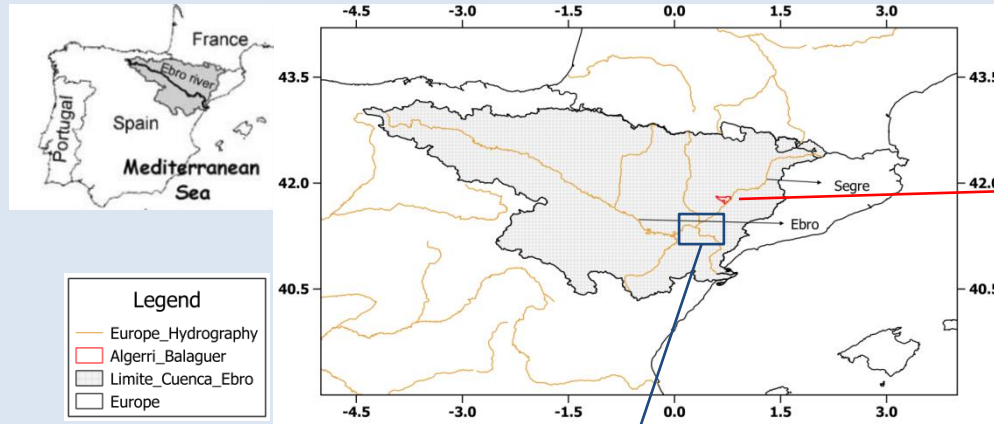 France
Ebro river
Portugal
Spain
Mediterranean
Sea
Legend
Europe_Hydrography
Algerri_Balaguer
Limite_Cuenca_Ebro
Europe
-4.5 -3.0 -1.5 0.0 1.5 3.0
43.5 43.5
42.0 42.0
40.5 40.5
Segre
Ebro
-4.5 -3.0 -1.5 0.0 1.5 3.0